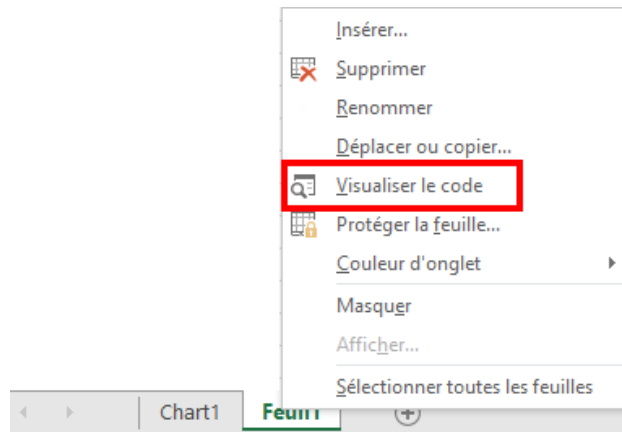 Insérer...
Supprimer
Renommer
Déplacer ou copier...
Visualiser le code
Protéger la feuille...
Couleur d'onglet
Masquer
Afficher...
Sélectionner toutes les feuilles
Chart1 Feuil1